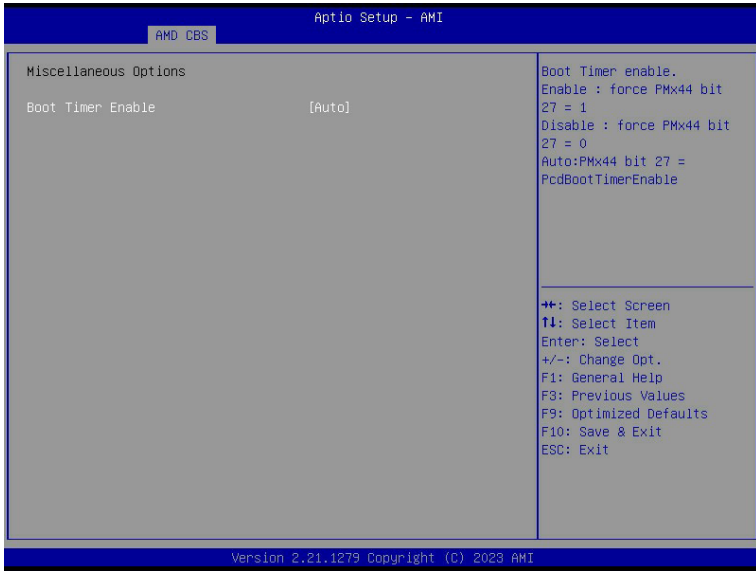 Aptio Setup – AMI
AMD CBS
Miscellaneous Options
Boot Timer Enable [Auto]
Boot Timer enable.
Enable : force PMx44 bit
27 = 1
Disable : force PMx44 bit
27 = 0
Auto:PMx44 bit 27 =
PcdBootTimerEnable
→←: Select Screen
↑↓: Select Item
Enter: Select
+/-: Change Opt.
F1: General Help
F3: Previous Values
F9: Optimized Defaults
F10: Save & Exit
ESC: Exit
Version 2.21.1279 Copyright (C) 2023 AMI